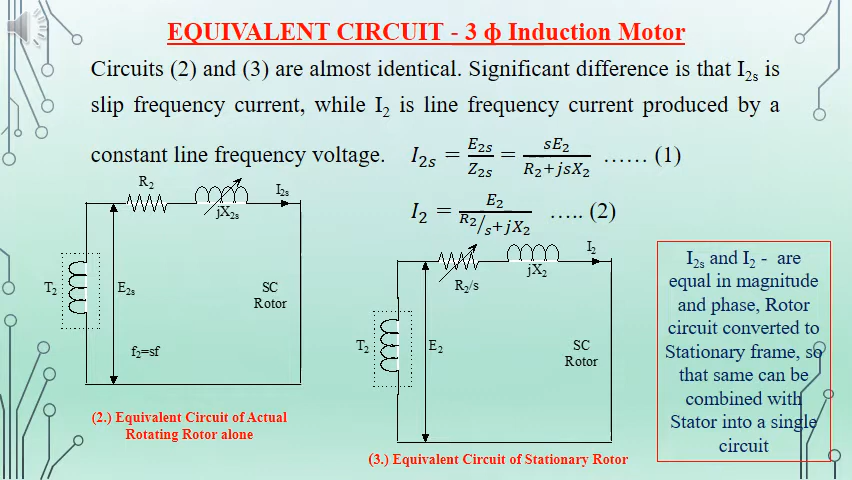 EQUIVALENT CIRCUIT - 3 ф Induction Motor
Circuits (2) and (3) are almost identical. Significant difference is that I₂ₛ is
slip frequency current, while I₂ is line frequency current produced by a
constant line frequency voltage. I₂ₛ = E₂ₛ/Z₂ₛ = sE₂/(R₂+jsX₂) …… (1)
I₂ = E₂/(R₂/s+jX₂) ….. (2)
R₂
I₂ₛ
jX₂ₛ
T₂
E₂ₛ
SC
Rotor
f₂=sf
(2.) Equivalent Circuit of Actual
Rotating Rotor alone
I₂
jX₂
R₂/s
T₂
E₂
SC
Rotor
(3.) Equivalent Circuit of Stationary Rotor
I₂ₛ and I₂ - are
equal in magnitude
and phase, Rotor
circuit converted to
Stationary frame, so
that same can be
combined with
Stator into a single
circuit